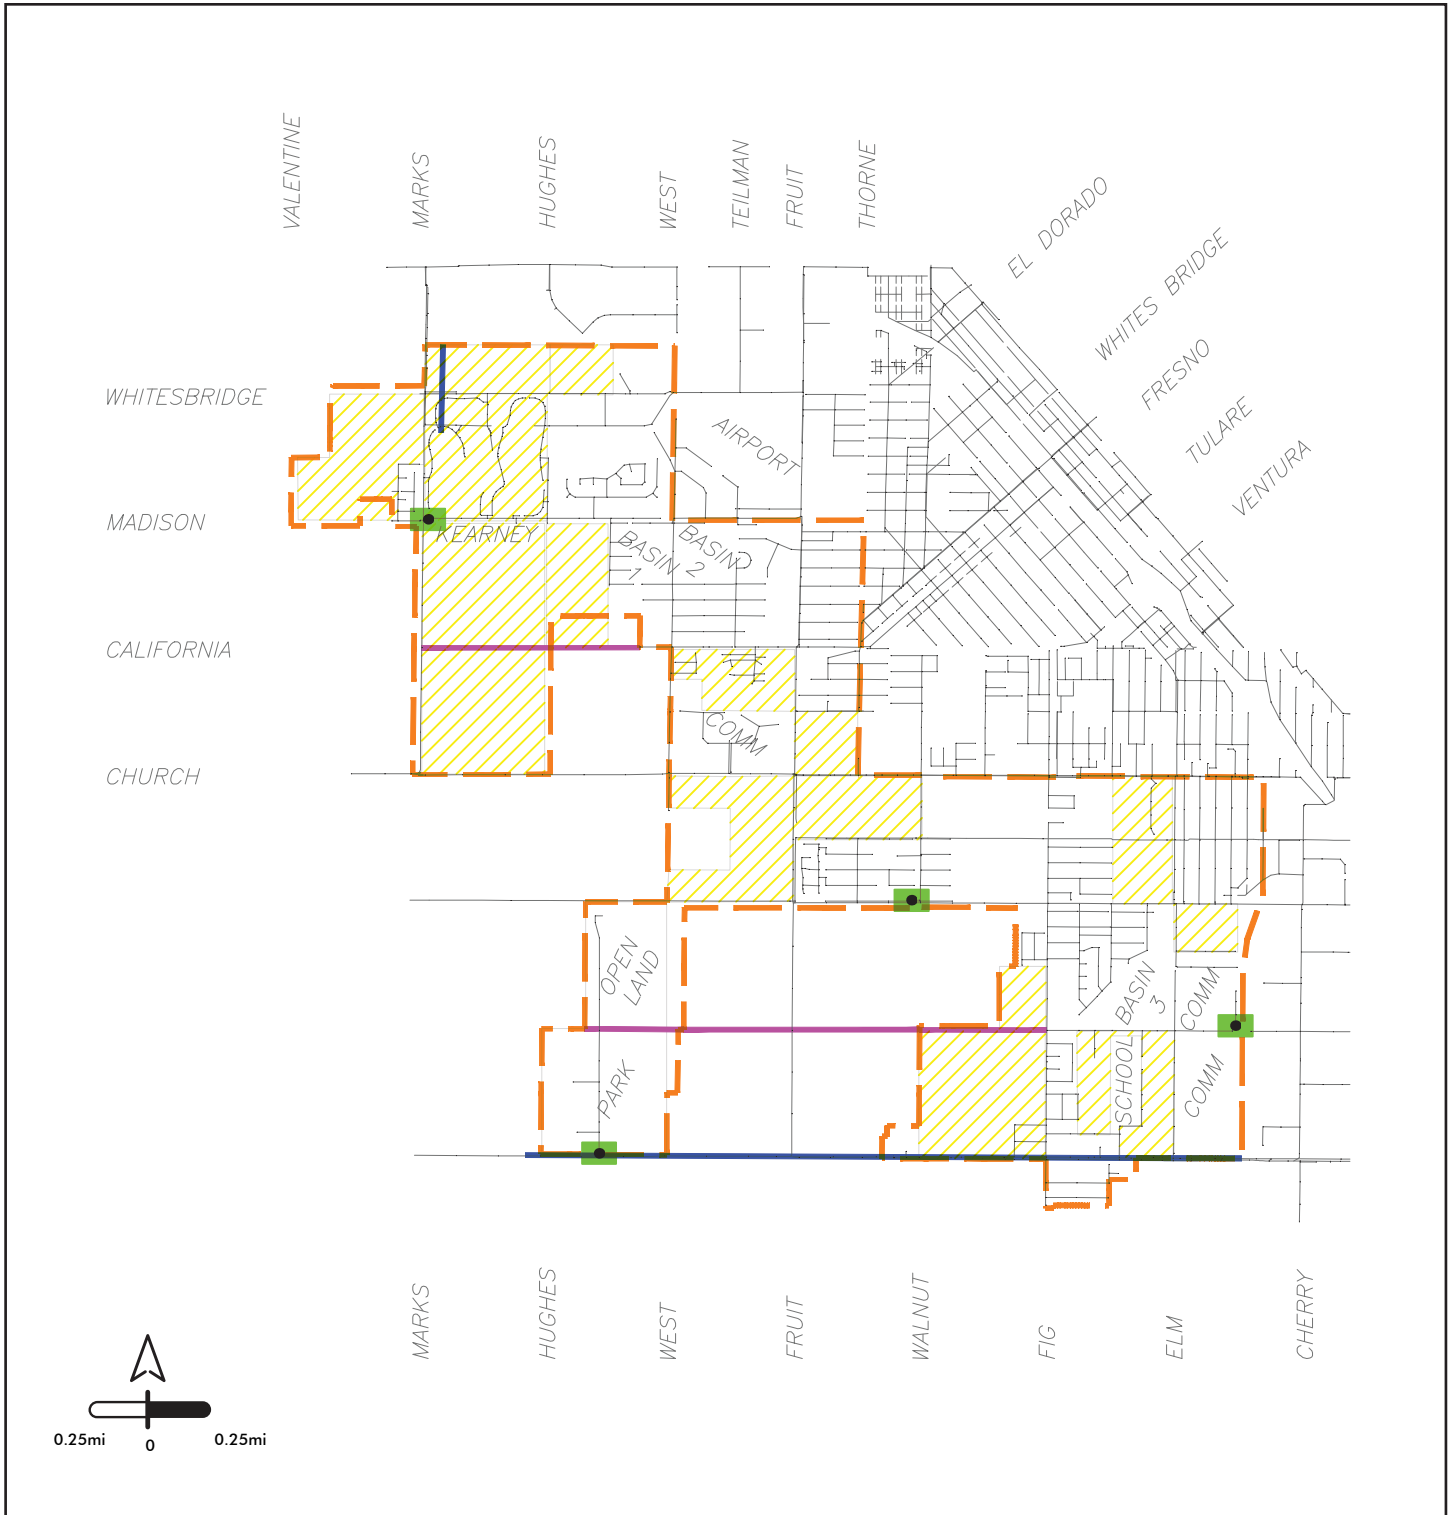 VALENTINE
MARKS
HUGHES
WEST
TEILMAN
FRUIT
THORNE
EL DORADO
WHITES BRIDGE
FRESNO
TULARE
VENTURA
WHITESBRIDGE
AIRPORT
MADISON
KEARNEY
BASIN
1
BASIN
2
CALIFORNIA
COMM
CHURCH
OPEN
LAND
BASIN
3
COMM
PARK
SCHOOL
COMM
MARKS
HUGHES
WEST
FRUIT
WALNUT
FIG
ELM
CHERRY
0.25mi
0
0.25mi